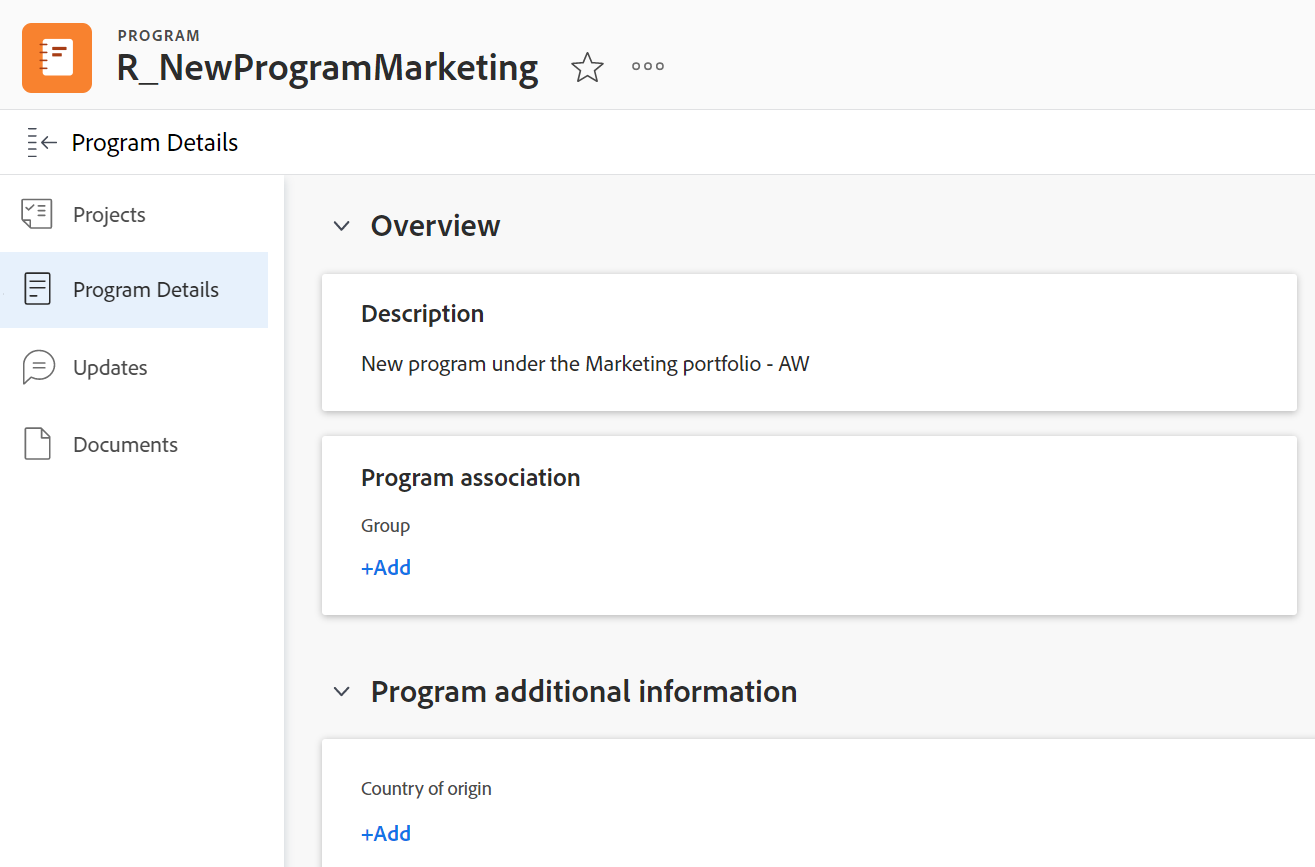 PROGRAM
R_NewProgramMarketing
Program Details
Projects
Program Details
Updates
Documents
Overview
Description
New program under the Marketing portfolio - AW
Program association
Group
+Add
Program additional information
Country of origin
+Add